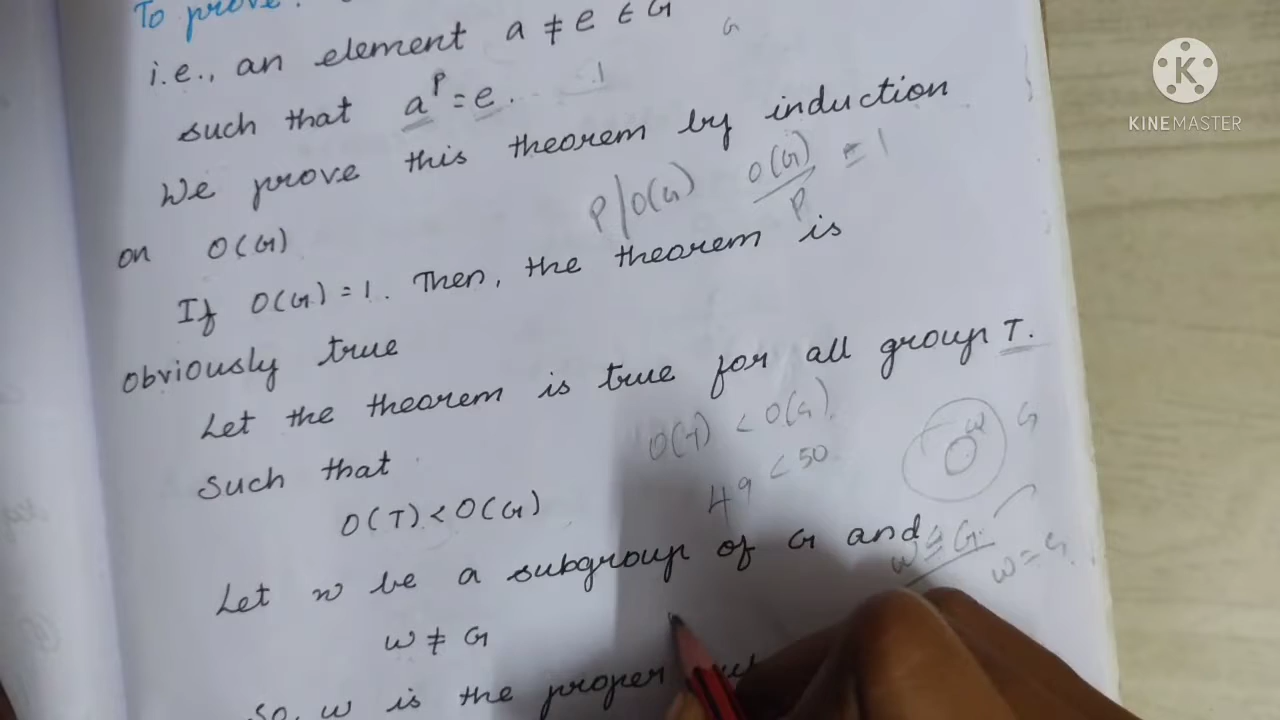 To prove:
i.e., an element a ≠ e ∈ G
such that a^p = e.
We prove this theorem by induction
on O(G)
p/O(G) O(G)/p = 1
If O(G) = 1. Then, the theorem is
obviously true
Let the theorem is true for all group T.
Such that
O(T) < O(G)
49 < 50
O(T) < O(G)
w G
Let w be a subgroup of G and
w ⊆ G.
w = G
w ≠ G
So, w is the proper
K
KINEMASTER